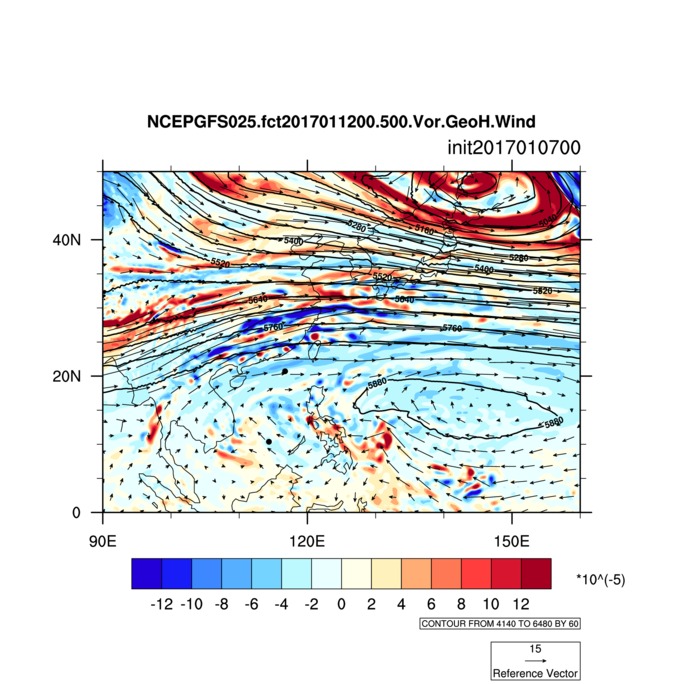 NCEPGFS025.fct2017011200.500.Vor.GeoH.Wind
init2017010700
5040
5280
5160
40N
5400
5280
5520
5400
5520
5520
5640
5640
5760
5760
20N
5880
5880
0
90E 120E 150E
-12 -10 -8 -6 -4 -2 0 2 4 6 8 10 12
*10^(-5)
CONTOUR FROM 4140 TO 6480 BY 60
15
Reference Vector